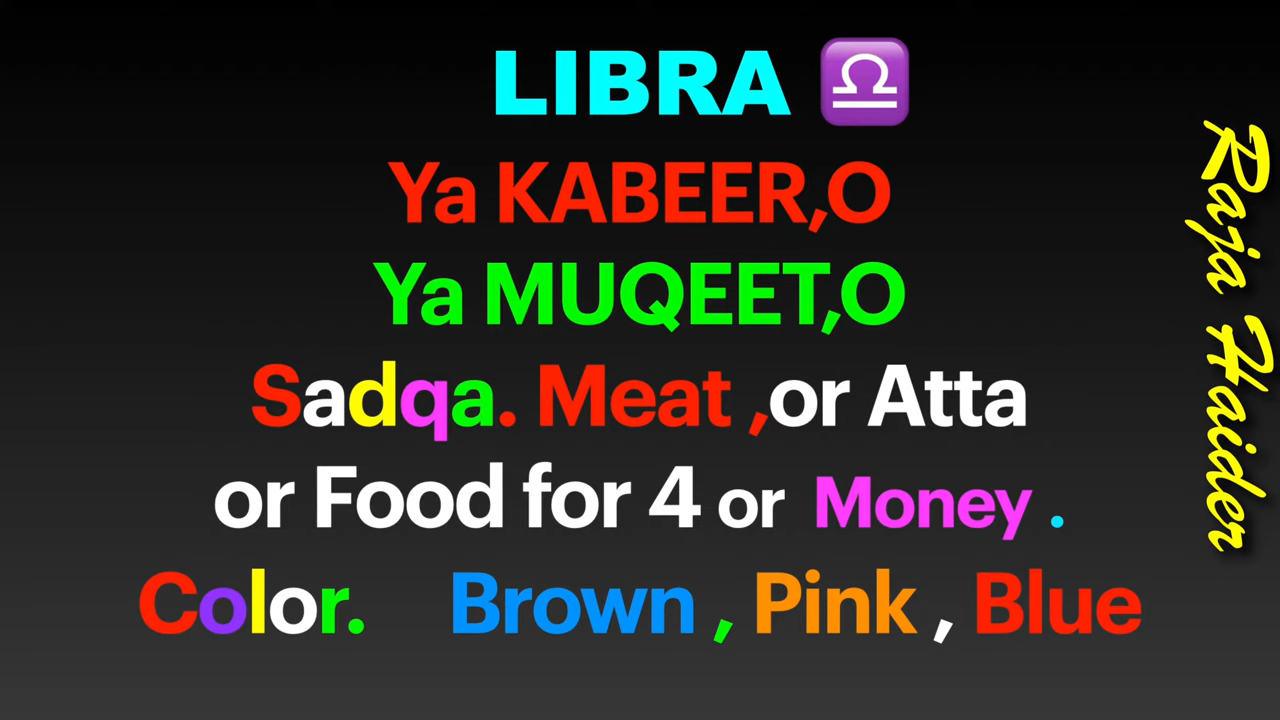 LIBRA ♎
Ya KABEER,O
Ya MUQEET,O
Sadqa. Meat ,or Atta
or Food for 4 or Money .
Color. Brown , Pink , Blue
Raja Haider